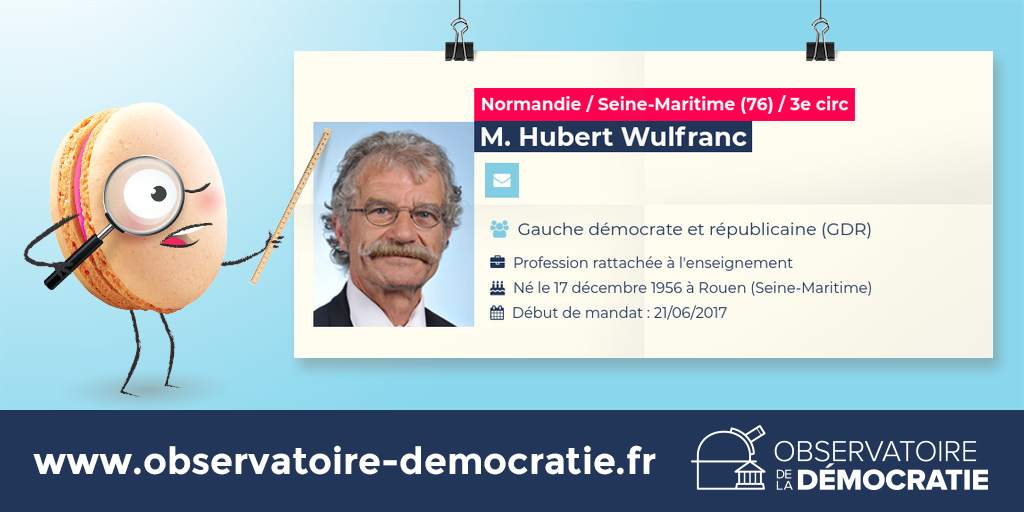 Normandie / Seine-Maritime (76) / 3e circ
M. Hubert Wulfranc
Gauche démocrate et républicaine (GDR)
Profession rattachée à l'enseignement
Né le 17 décembre 1956 à Rouen (Seine-Maritime)
Début de mandat : 21/06/2017
www.observatoire-democratie.fr
OBSERVATOIRE
DE LA DÉMOCRATIE